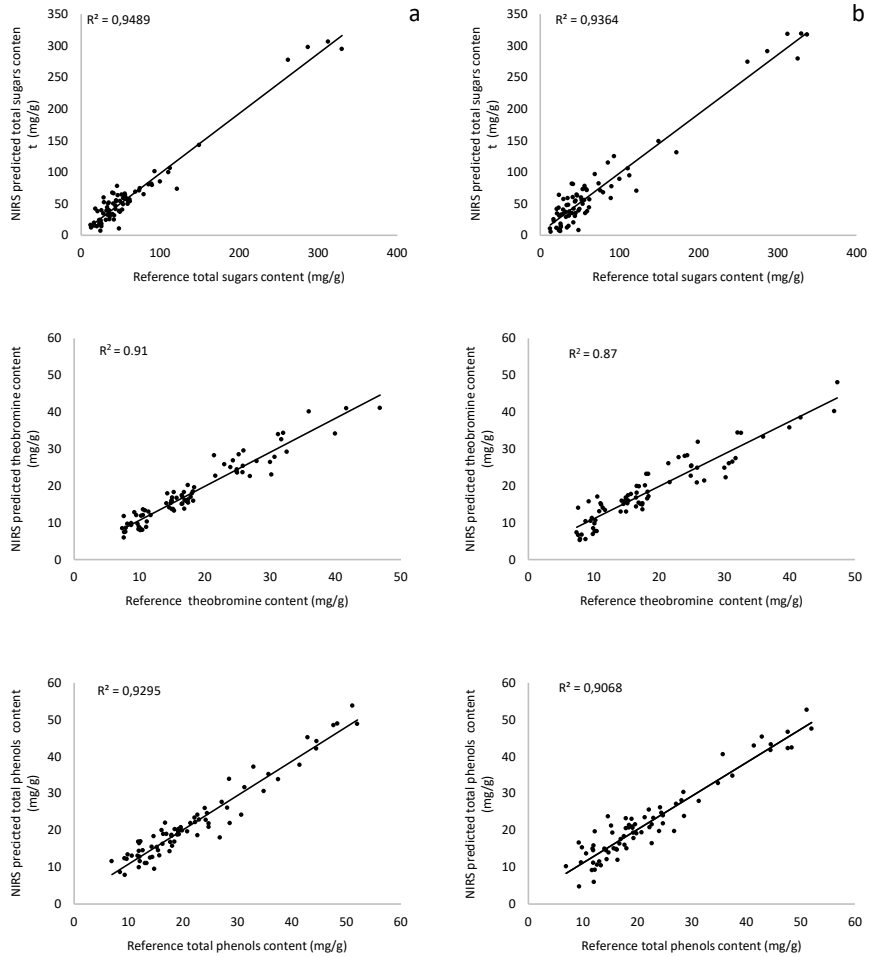 a
R² = 0,9489
NIRS predicted total sugars conten
t (mg/g)
350
300
250
200
150
100
50
0
0 100 200 300 400
Reference total sugars content (mg/g)
b
R² = 0,9364
NIRS predicted total sugars conten
t (mg/g)
350
300
250
200
150
100
50
0
0 100 200 300 400
Reference total sugars content (mg/g)
R² = 0.91
NIRS predicted theobromine content
(mg/g)
60
50
40
30
20
10
0
0 10 20 30 40 50
Reference theobromine content (mg/g)
R² = 0.87
NIRS predicted theobromine content
(mg/g)
60
50
40
30
20
10
0
0 10 20 30 40 50
Reference theobromine content (mg/g)
R² = 0,9295
NIRS precicted total phenols content
(mg/g)
60
50
40
30
20
10
0
0 10 20 30 40 50 60
Reference total phenols content (mg/g)
R² = 0,9068
NIRS predicted total phenols content
(mg/g)
60
50
40
30
20
10
0
0 10 20 30 40 50 60
Reference total phenols content (mg/g)